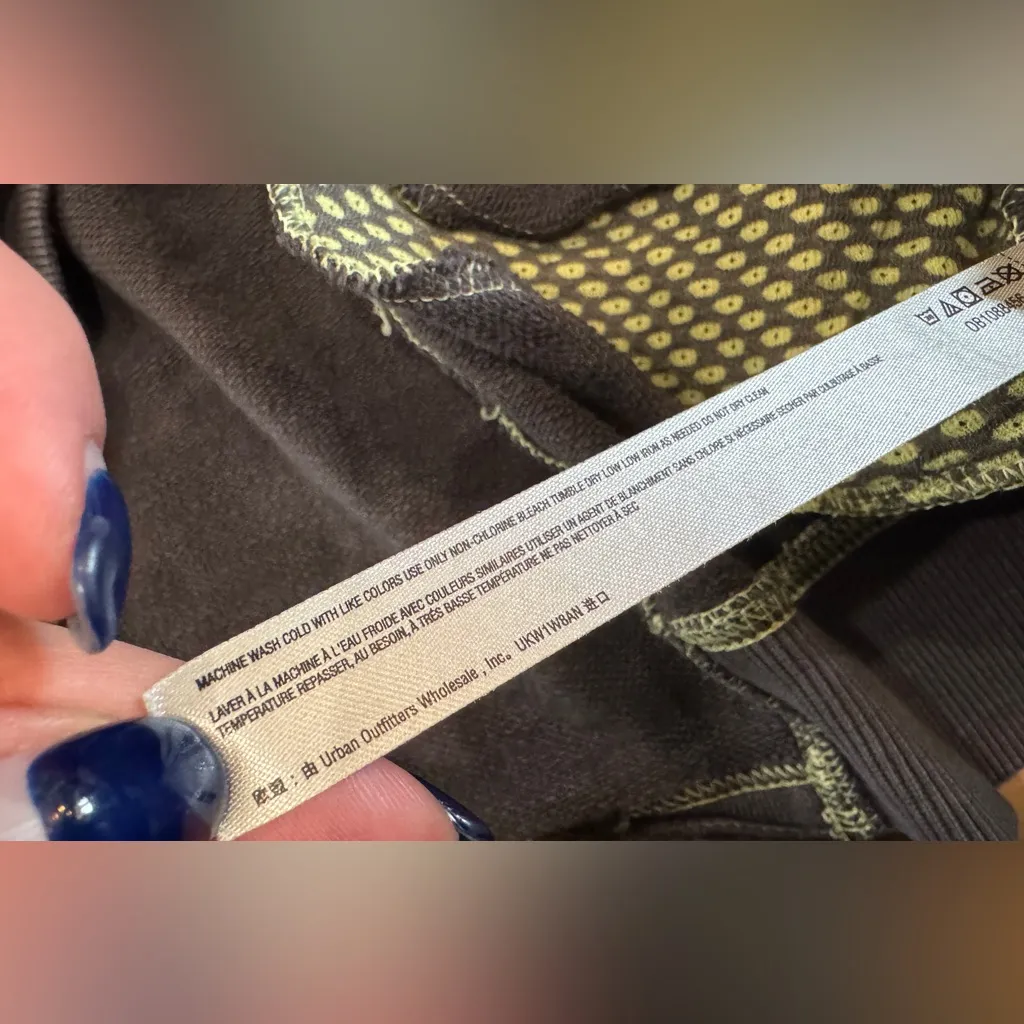 MACHINE WASH COLD WITH LIKE COLORS USE ONLY NON-CHLORINE BLEACH TUMBLE DRY LOW LOW IRON AS NEEDED DO NOT DRY CLEAN
LAVER À LA MACHINE À L'EAU FROIDE AVEC COULEURS SIMILAIRES UTILISER UN AGENT DE BLANCHIMENT SANS CHLORE SI NÉCESSAIRE SECHER PAR CULBUTAGE À BASSE
TEMPERATURE REPASSER, AU BESOIN, À TRÈS BASSE TEMPÉRATURE NE PAS NETTOYER À SEC
欧盟：由 Urban Outfitters Wholesale , Inc。 UKW1W8AN 进口